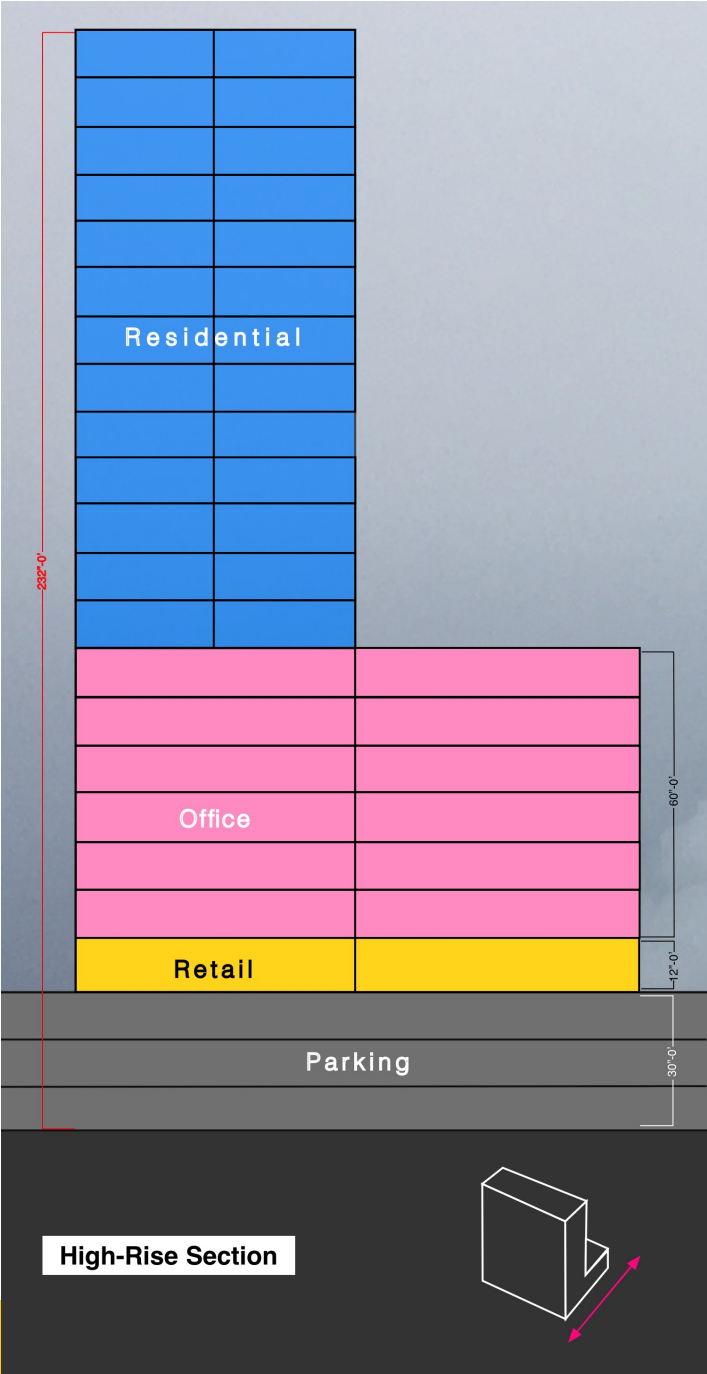 Residential
232"-0'
Office
60"-0'
Retail
12"-0'
Parking
30"-0'
High-Rise Section